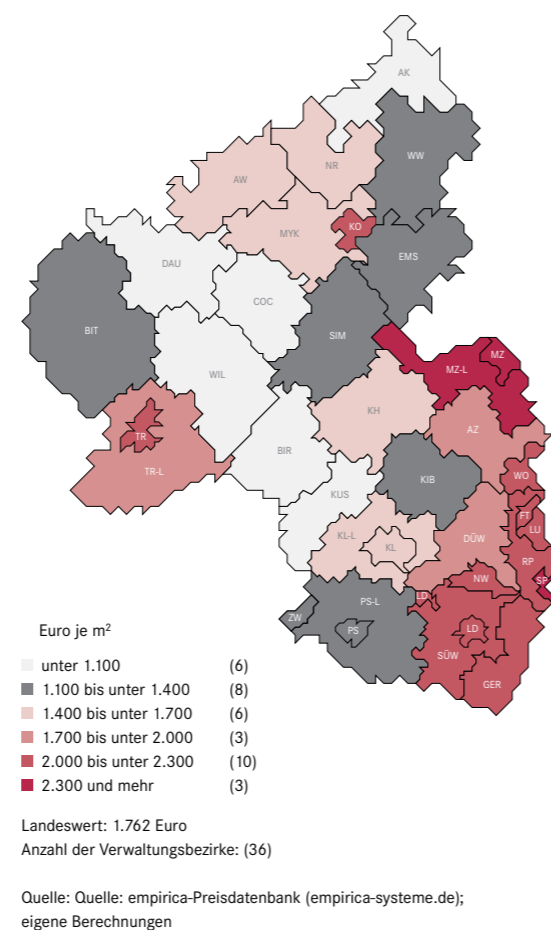 AK
WW
NR
AW
KO
MYK
EMS
DAU
COC
BIT
SIM
MZ
MZ-L
WIL
KH
AZ
TR
BIR
TR-L
WO
KIB
KUS
FT
LU
KL-L
KL
DÜW
RP
NW
SP
LD
PS-L
ZW
PS
LD
SÜW
GER
Euro je m²
unter 1.100 (6)
1.100 bis unter 1.400 (8)
1.400 bis unter 1.700 (6)
1.700 bis unter 2.000 (3)
2.000 bis unter 2.300 (10)
2.300 und mehr (3)
Landeswert: 1.762 Euro
Anzahl der Verwaltungsbezirke: (36)
Quelle: Quelle: empirica-Preisdatenbank (empirica-systeme.de);
eigene Berechnungen